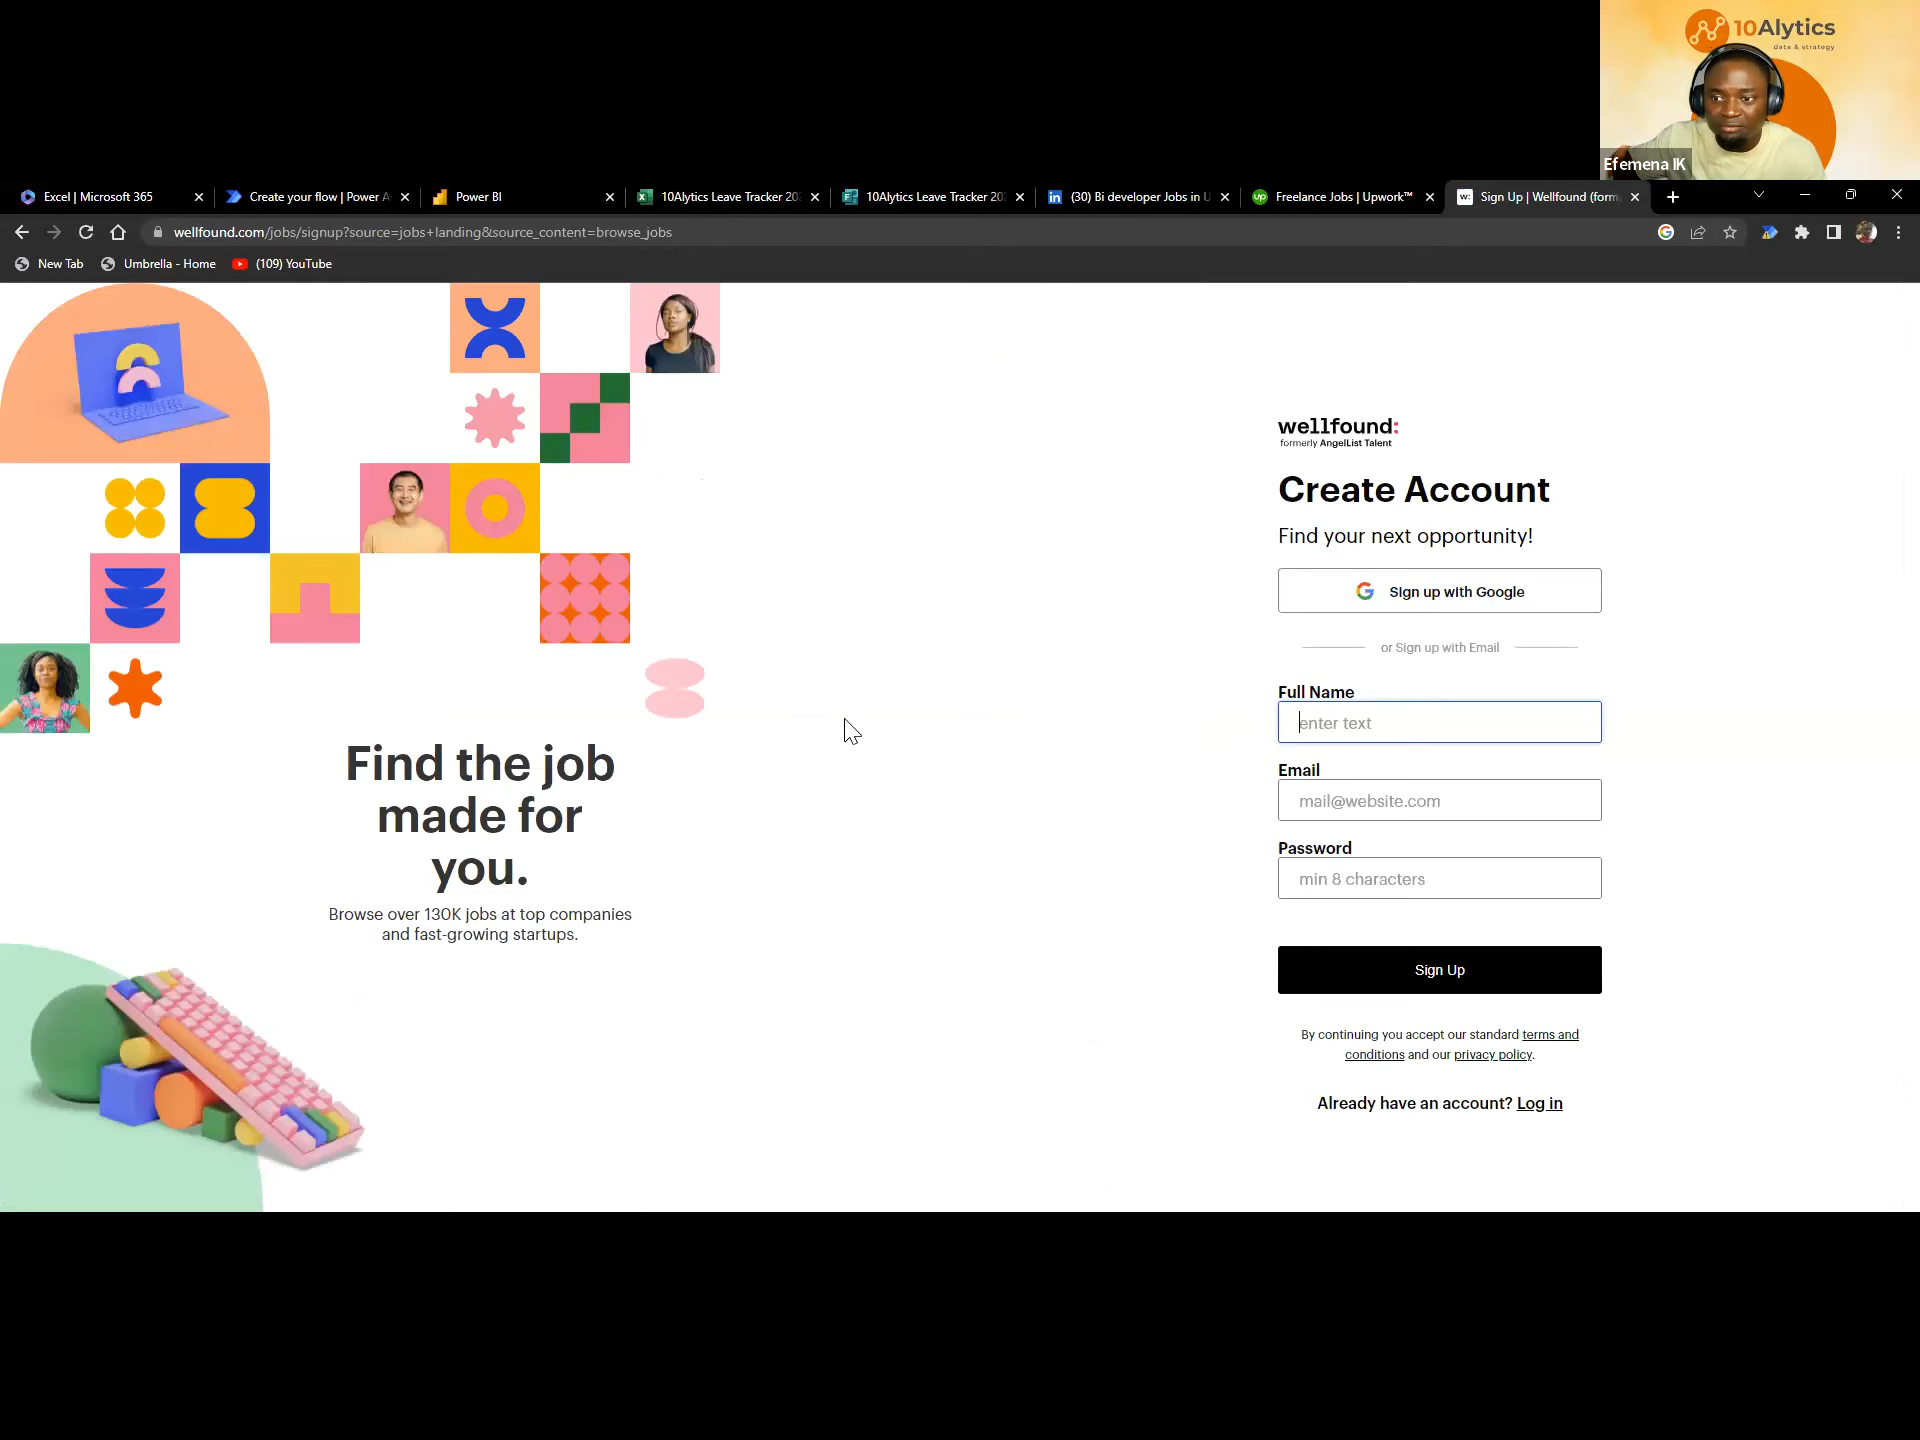 10Alytics
data & strategy
Efemena IK
Excel | Microsoft 365
Create your flow | Power A
Power BI
10Alytics Leave Tracker 202
10Alytics Leave Tracker 202
(30) Bi developer Jobs in U
Freelance Jobs | Upwork™
Sign Up | Wellfound (form
wellfound.com/jobs/signup?source=jobs+landing&source_content=browse_jobs
New Tab
Umbrella - Home
(109) YouTube
wellfound:
formerly AngelList Talent
Create Account
Find your next opportunity!
Sign up with Google
or Sign up with Email
Full Name
enter text
Email
mail@website.com
Password
min 8 characters
Sign Up
By continuing you accept our standard terms and
conditions and our privacy policy.
Already have an account? Log in
Find the job
made for
you.
Browse over 130K jobs at top companies
and fast-growing startups.